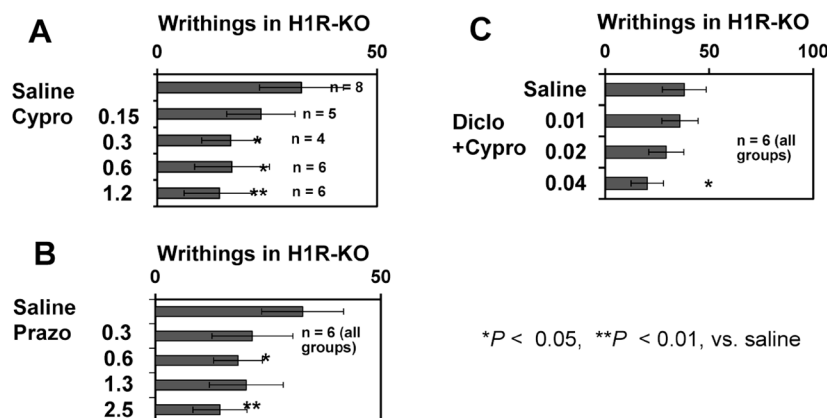 A
Writhings in H1R-KO
0 50
Saline n = 8
Cypro 0.15 n = 5
0.3 * n = 4
0.6 * n = 6
1.2 ** n = 6
B
Writhings in H1R-KO
0 50
Saline
Prazo 0.3 n = 6 (all groups)
0.6 *
1.3
2.5 **
C
Writhings in H1R-KO
0 50 100
Saline
Diclo +Cypro
0.01
0.02 n = 6 (all groups)
0.04 *
*P < 0.05, **P < 0.01, vs. saline